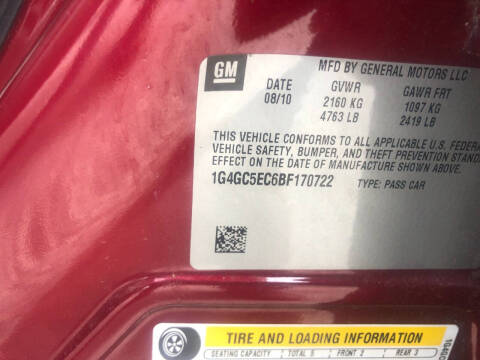 GM
MFD BY GENERAL MOTORS LLC
DATE GVWR GAWR FRT
08/10 2160 KG 1097 KG
4763 LB 2419 LB
THIS VEHICLE CONFORMS TO ALL APPLICABLE U.S. FEDERA
VEHICLE SAFETY, BUMPER, AND THEFT PREVENTION STAND
EFFECT ON THE DATE OF MANUFACTURE SHOWN ABOVE.
1G4GC5EC6BF170722 TYPE: PASS CAR
TIRE AND LOADING INFORMATION
SEATING CAPACITY TOTAL 5 FRONT 2 REAR 3